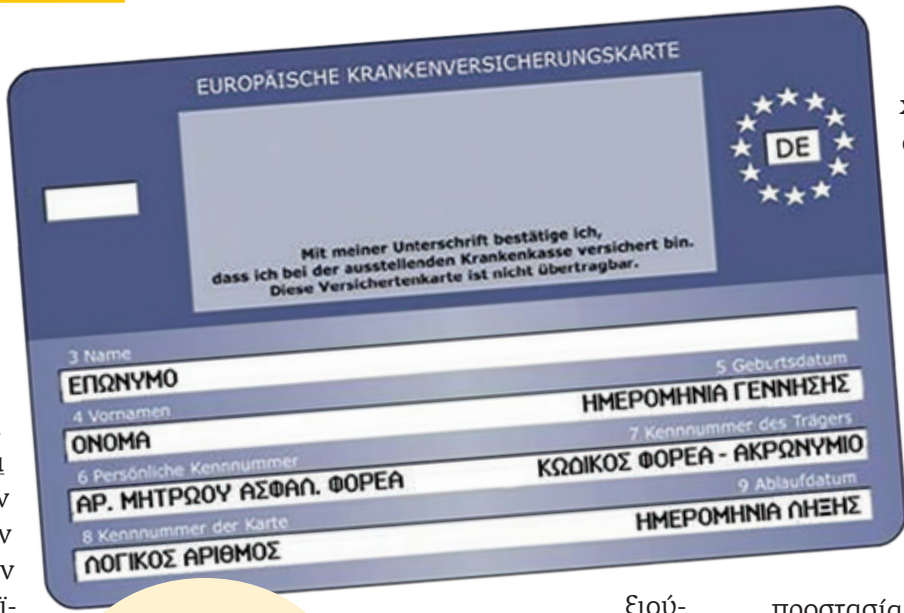 EUROPÄISCHE KRANKENVERSICHERUNGSKARTE
DE
Mit meiner Unterschrift bestätige ich,
dass ich bei der ausstellenden Krankenkasse versichert bin.
Diese Versichertenkarte ist nicht übertragbar.
3 Name
ΕΠΩΝΥΜΟ
4 Vornamen
5 Geburtsdatum
ΟΝΟΜΑ
ΗΜΕΡΟΜΗΝΙΑ ΓΕΝΝΗΣΗΣ
6 Persönliche Kennnummer
7 Kennnummer des Trägers
ΑΡ. ΜΗΤΡΩΟΥ ΑΣΦΑΛ. ΦΟΡΕΑ
ΚΩΔΙΚΟΣ ΦΟΡΕΑ - ΑΚΡΩΝΥΜΙΟ
8 Kennnummer der Karte
9 Ablaufdatum
ΛΟΓΙΚΟΣ ΑΡΙΘΜΟΣ
ΗΜΕΡΟΜΗΝΙΑ ΛΗΞΗΣ
ξιού-
προστασία